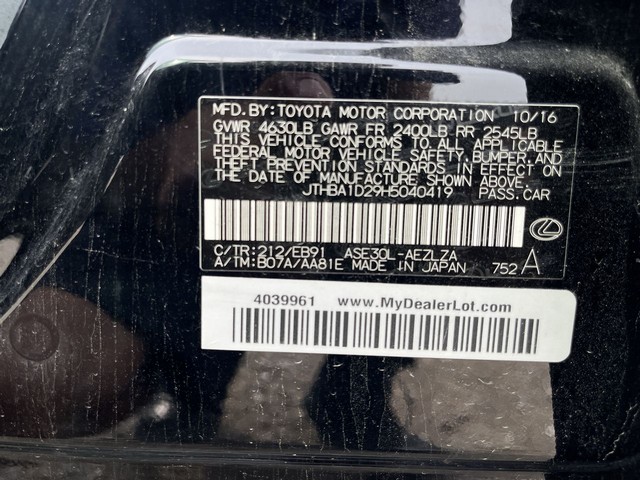 MFD. BY: TOYOTA MOTOR CORPORATION 10/16
GVWR 4630LB GAWR FR 2400LB RR 2545LB
THIS VEHICLE CONFORMS TO ALL APPLICABLE
FEDERAL MOTOR VEHICLE SAFETY, BUMPER, AND
THEFT PREVENTION STANDARDS IN EFFECT ON
THE DATE OF MANUFACTURE SHOWN ABOVE.
JTHBA1D29H5040419 PASS. CAR
C/TR: 212/EB91 ASE30L-AEZLZA
A/TM: B07A/AA81E MADE IN JAPAN 752 A
4039961 www.MyDealerLot.com